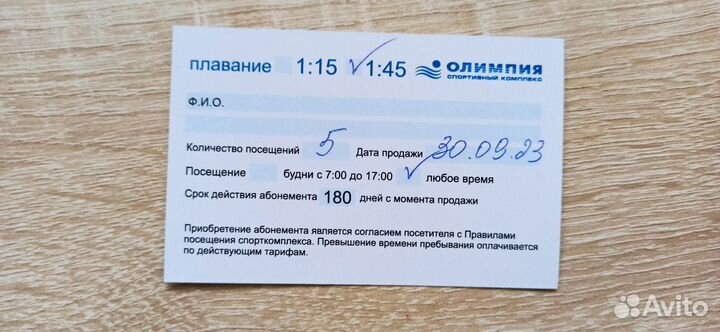 плавание 1:15 ✓ 1:45 ОЛИМПИЯ
СПОРТИВНЫЙ КОМПЛЕКС
Ф.И.О.
Количество посещений 5 Дата продажи 30.09.23
Посещение будни с 7:00 до 17:00 ✓ любое время
Срок действия абонемента 180 дней с момента продажи
Приобретение абонемента является согласием посетителя с Правилами
посещения спорткомплекса. Превышение времени пребывания оплачивается
по действующим тарифам.
Avito